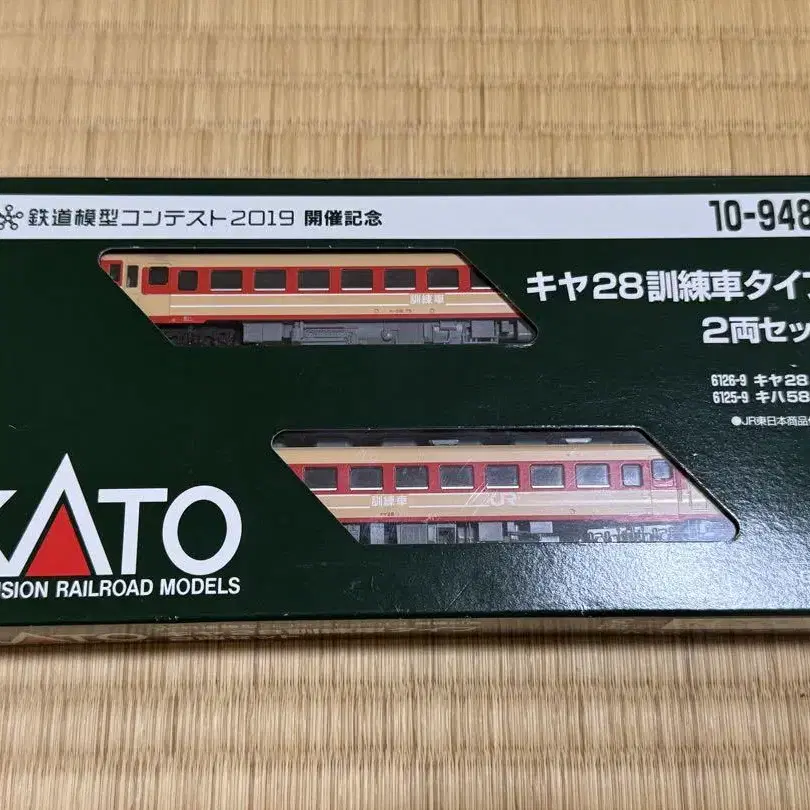 鉄道模型コンテスト2019 開催記念
10-948
キヤ28訓練車タイプ
2両セッ
6126-9 キヤ28
6125-9 キハ58
●JR東日本商品
訓練車
訓練車
JR
KATO
ISION RAILROAD MODELS
KATO